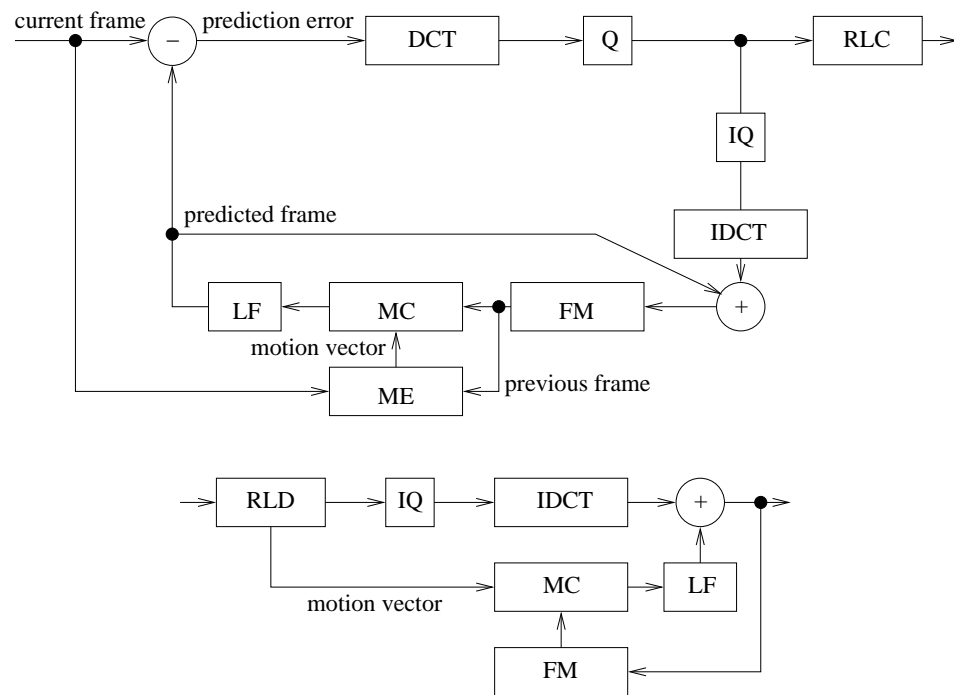 current frame
prediction error
−
DCT
Q
RLC
IQ
predicted frame
IDCT
LF
MC
FM
+
motion vector
ME
previous frame
RLD
IQ
IDCT
+
MC
LF
motion vector
FM